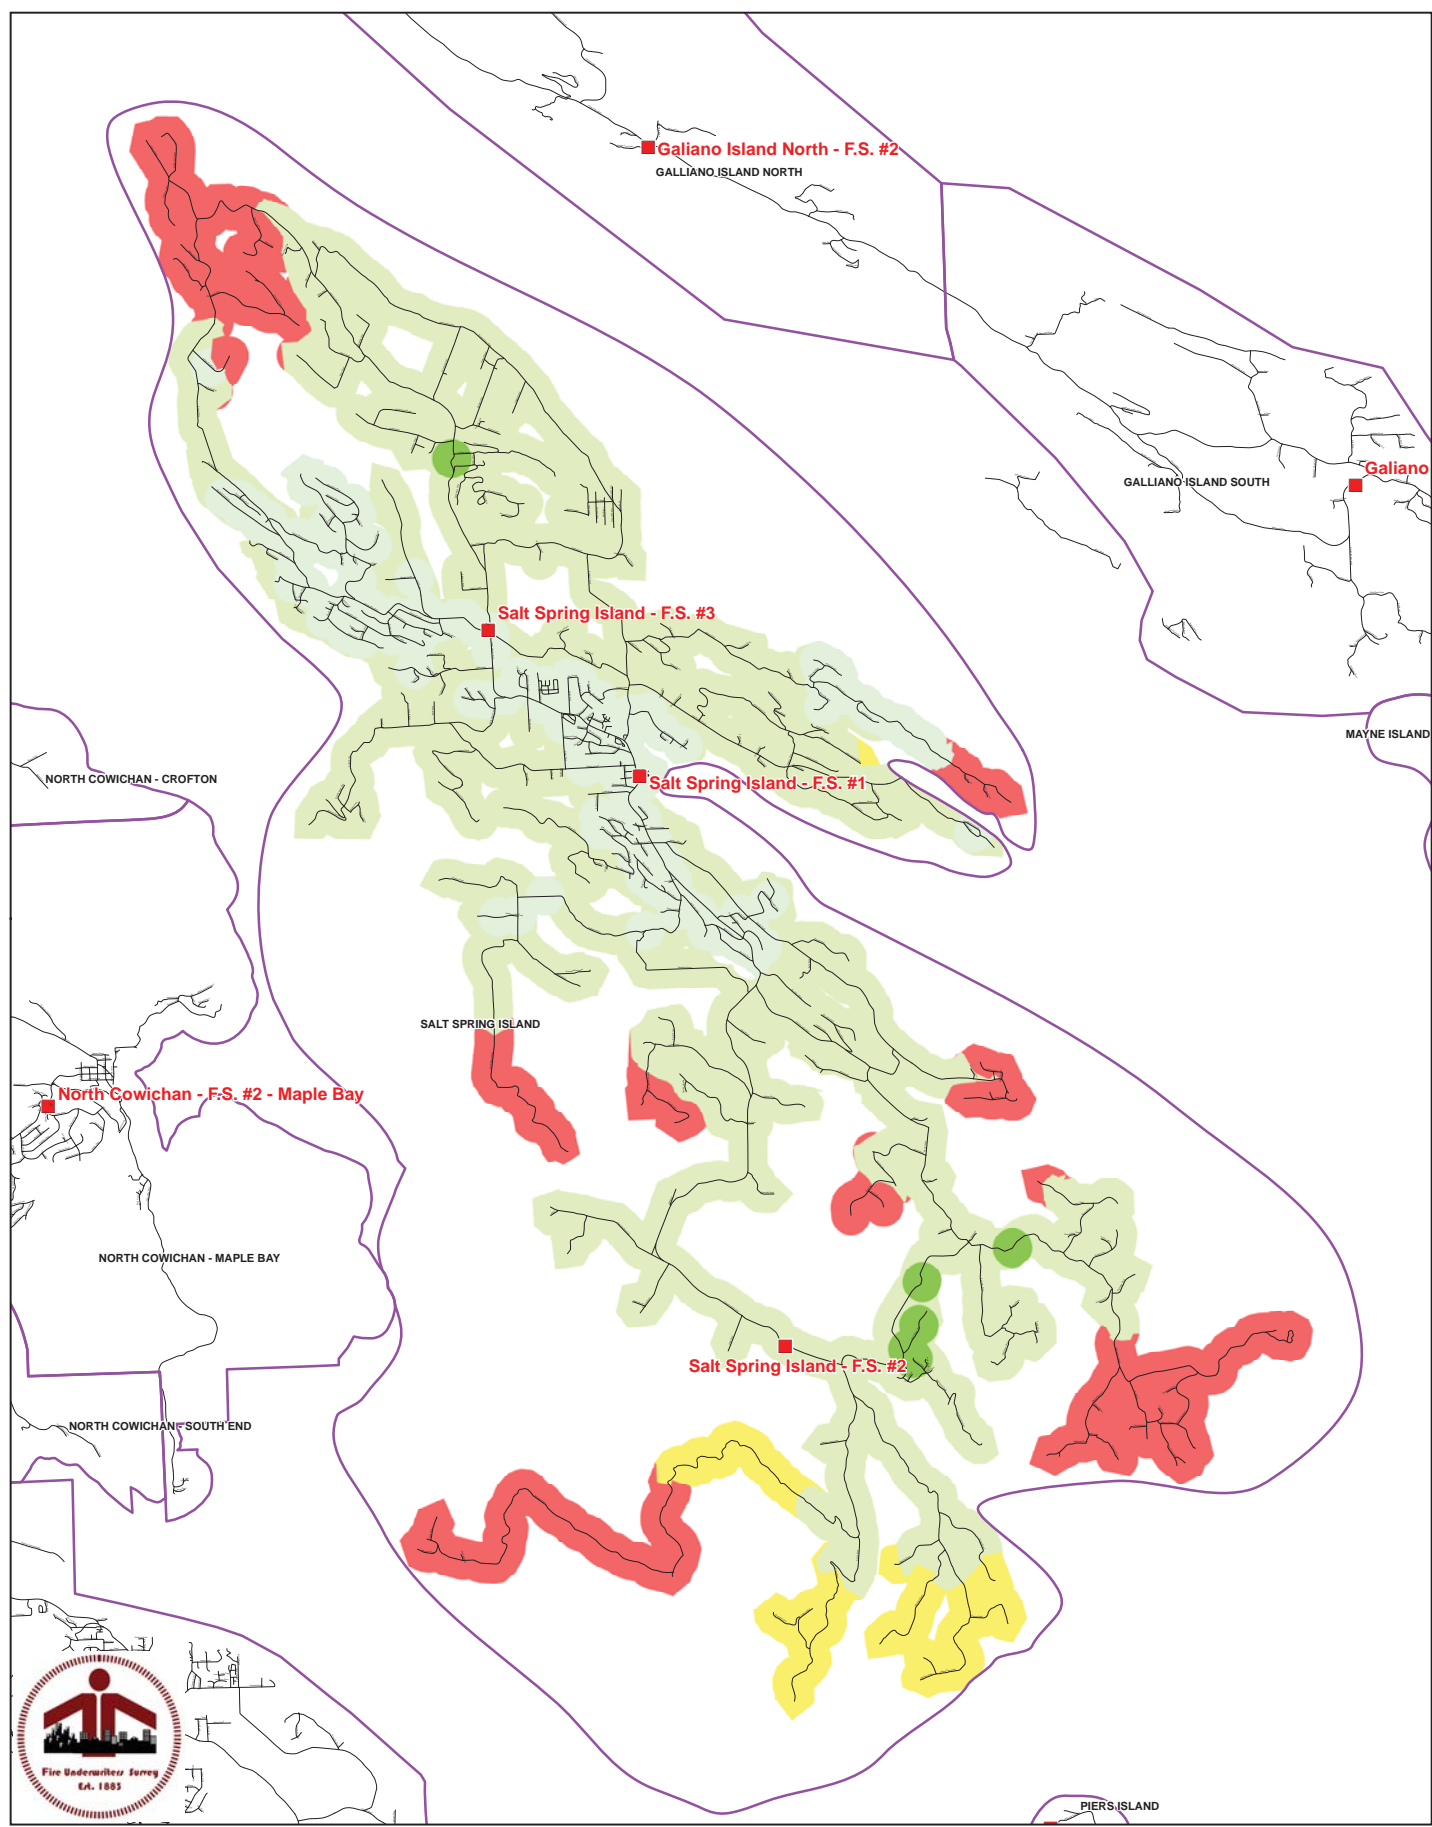 Galiano Island North - F.S. #2
GALLIANO ISLAND NORTH
Galiano
GALLIANO ISLAND SOUTH
Salt Spring Island - F.S. #3
MAYNE ISLAND
NORTH COWICHAN - CROFTON
Salt Spring Island - F.S. #1
SALT SPRING ISLAND
North Cowichan - F.S. #2 - Maple Bay
NORTH COWICHAN - MAPLE BAY
Salt Spring Island - F.S. #2
NORTH COWICHAN - SOUTH END
Fire Underwriters Survey
Est. 1883
PIERS ISLAND